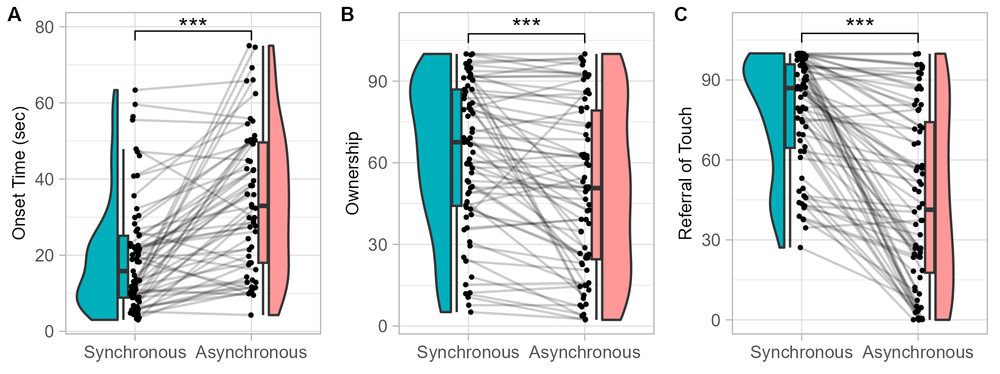 A
B
C
***
***
***
80
60
40
20
0
Onset Time (sec)
Synchronous Asynchronous
90
60
30
0
Ownership
Synchronous Asynchronous
90
60
30
0
Referral of Touch
Synchronous Asynchronous